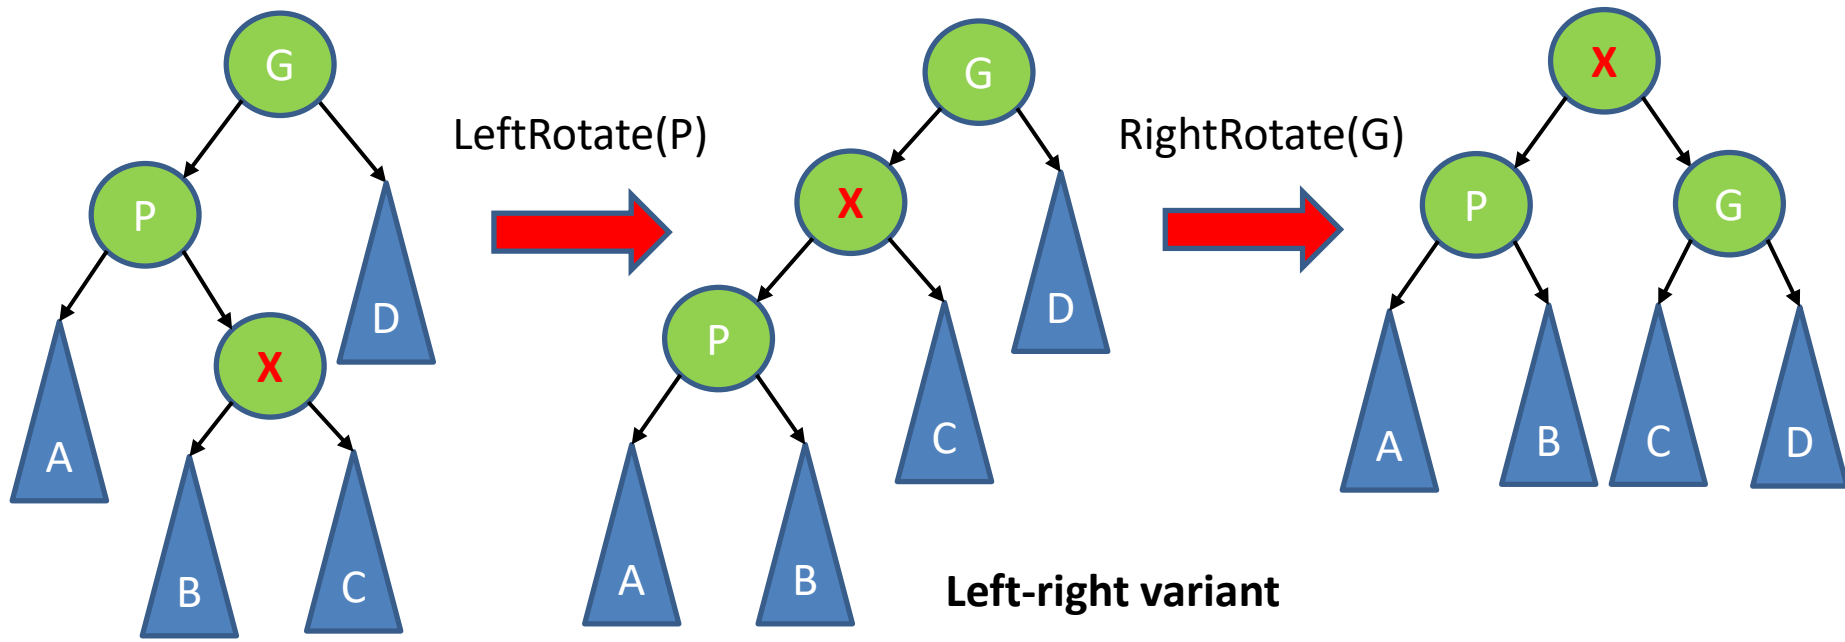 G
P
D
A
X
B
C
LeftRotate(P)
G
X
D
P
C
A
B
RightRotate(G)
X
P
G
A
B
C
D
Left-right variant